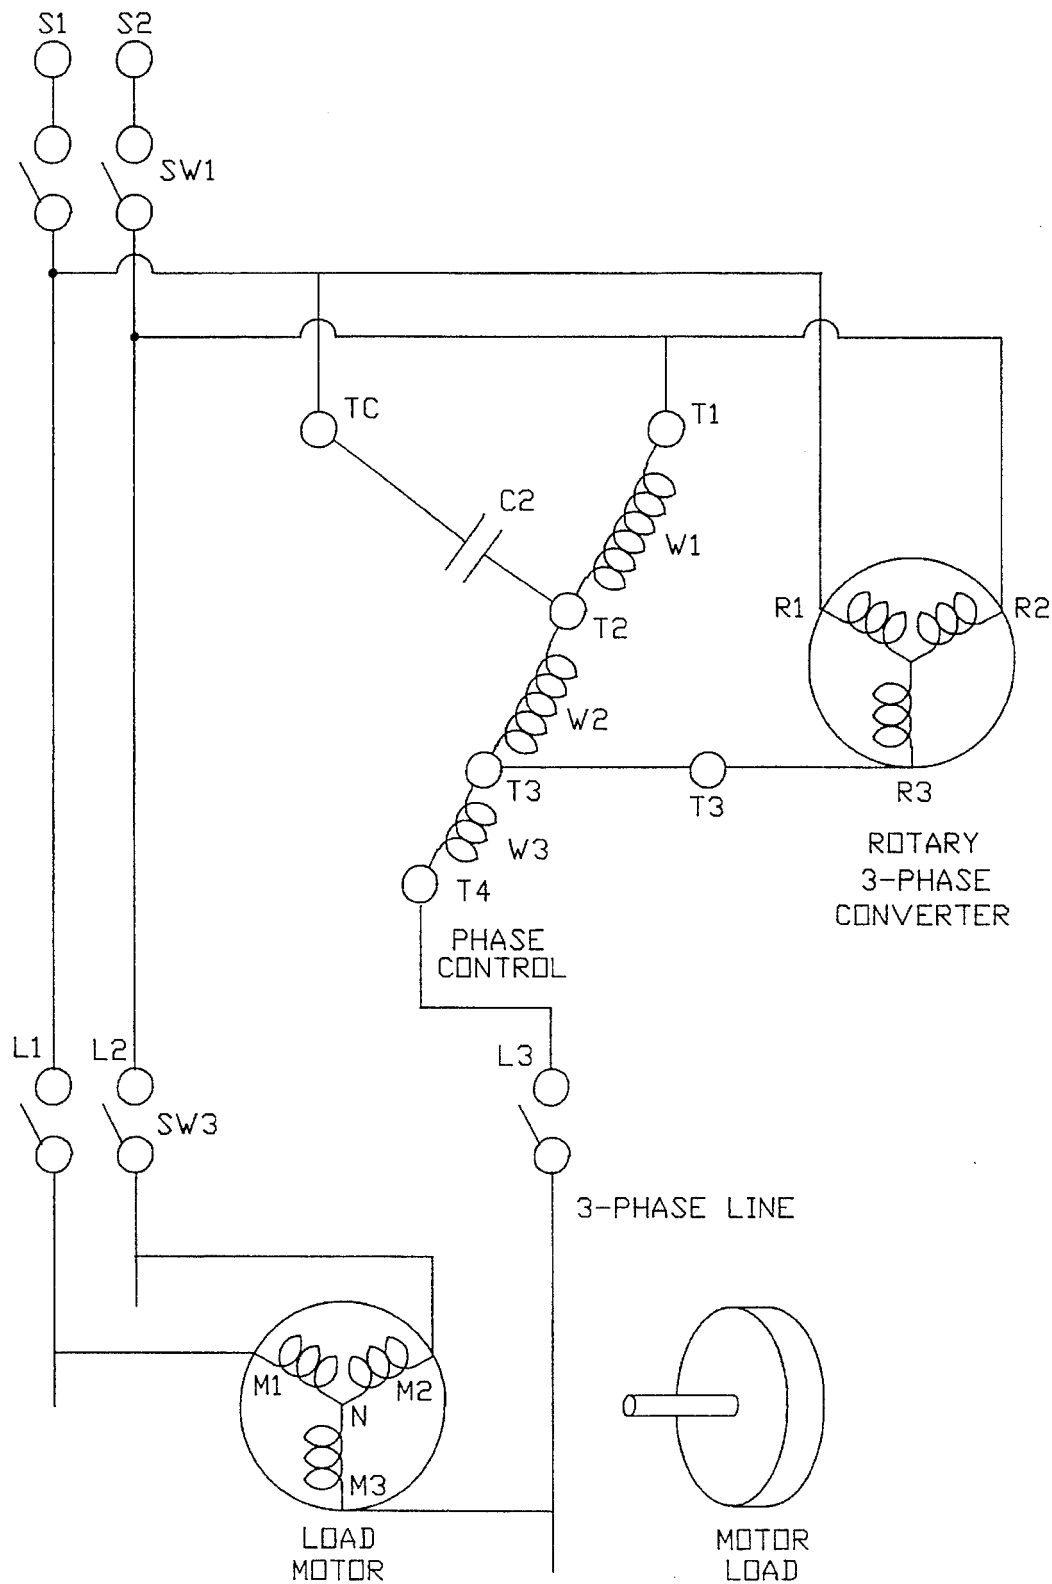 S1 S2
SW1
TC
T1
C2
W1
R1
R2
T2
W2
T3
T3
R3
W3
ROTARY
3-PHASE
CONVERTER
T4
PHASE
CONTROL
L1
L2
L3
SW3
3-PHASE LINE
M1
M2
N
M3
LOAD
MOTOR
MOTOR
LOAD